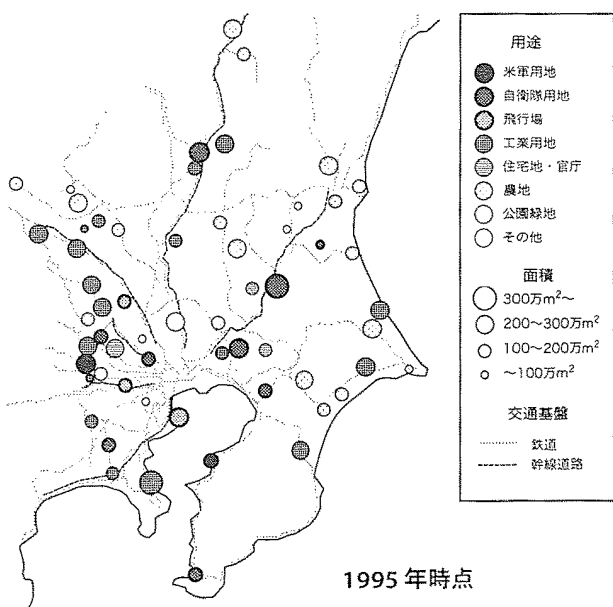 用途
米軍用地
自衛隊用地
飛行場
工業用地
住宅地・官庁
農地
公園緑地
その他
面積
300万m²～
200～300万m²
100～200万m²
～100万m²
交通基盤
鉄道
幹線道路
1995年時点